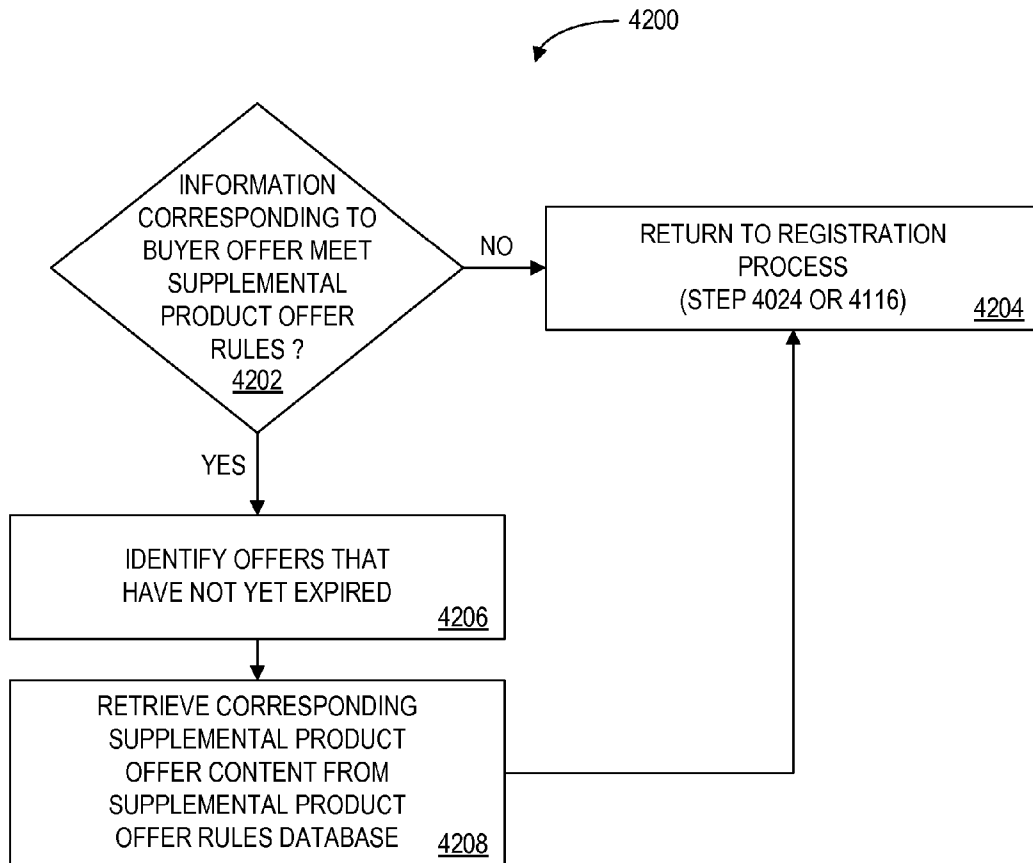 4200
INFORMATION
CORRESPONDING TO
BUYER OFFER MEET
SUPPLEMENTAL
PRODUCT OFFER
RULES ?
4202
NO
RETURN TO REGISTRATION
PROCESS
(STEP 4024 OR 4116)
4204
YES
IDENTIFY OFFERS THAT
HAVE NOT YET EXPIRED
4206
RETRIEVE CORRESPONDING
SUPPLEMENTAL PRODUCT
OFFER CONTENT FROM
SUPPLEMENTAL PRODUCT
OFFER RULES DATABASE
4208